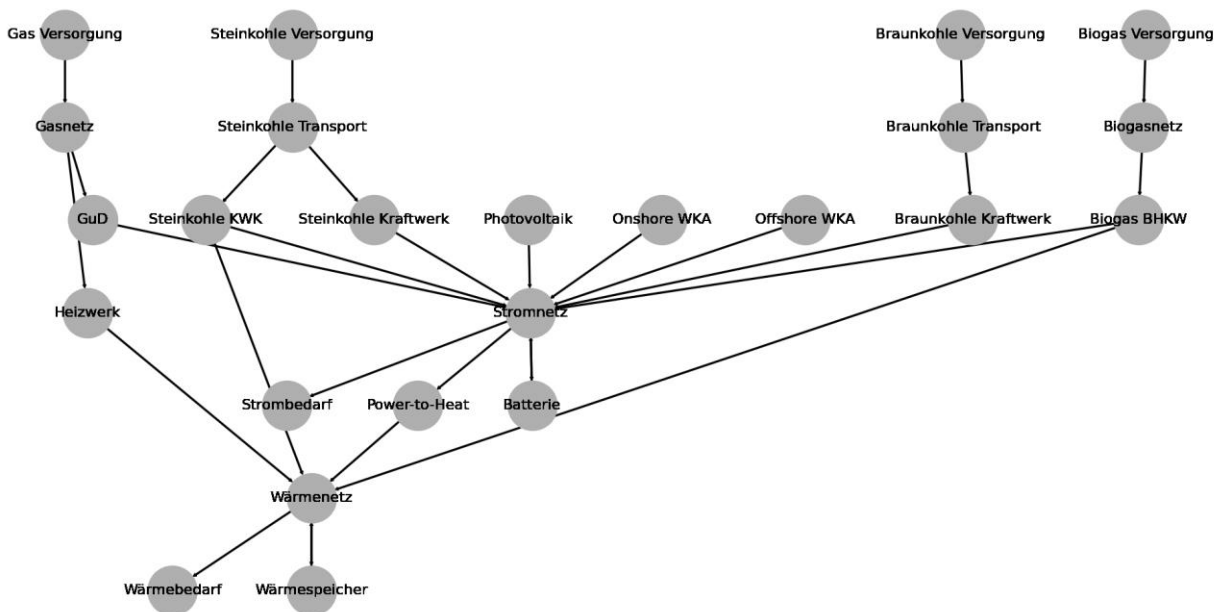 Gas Versorgung
Steinkohle Versorgung
Braunkohle Versorgung
Biogas Versorgung
Gasnetz
Steinkohle Transport
Braunkohle Transport
Biogasnetz
GuD
Steinkohle KWK
Steinkohle Kraftwerk
Photovoltaik
Onshore WKA
Offshore WKA
Braunkohle Kraftwerk
Biogas BHKW
Heizwerk
Stromnetz
Strombedarf
Power-to-Heat
Batterie
Wärmenetz
Wärmebedarf
Wärmespeicher